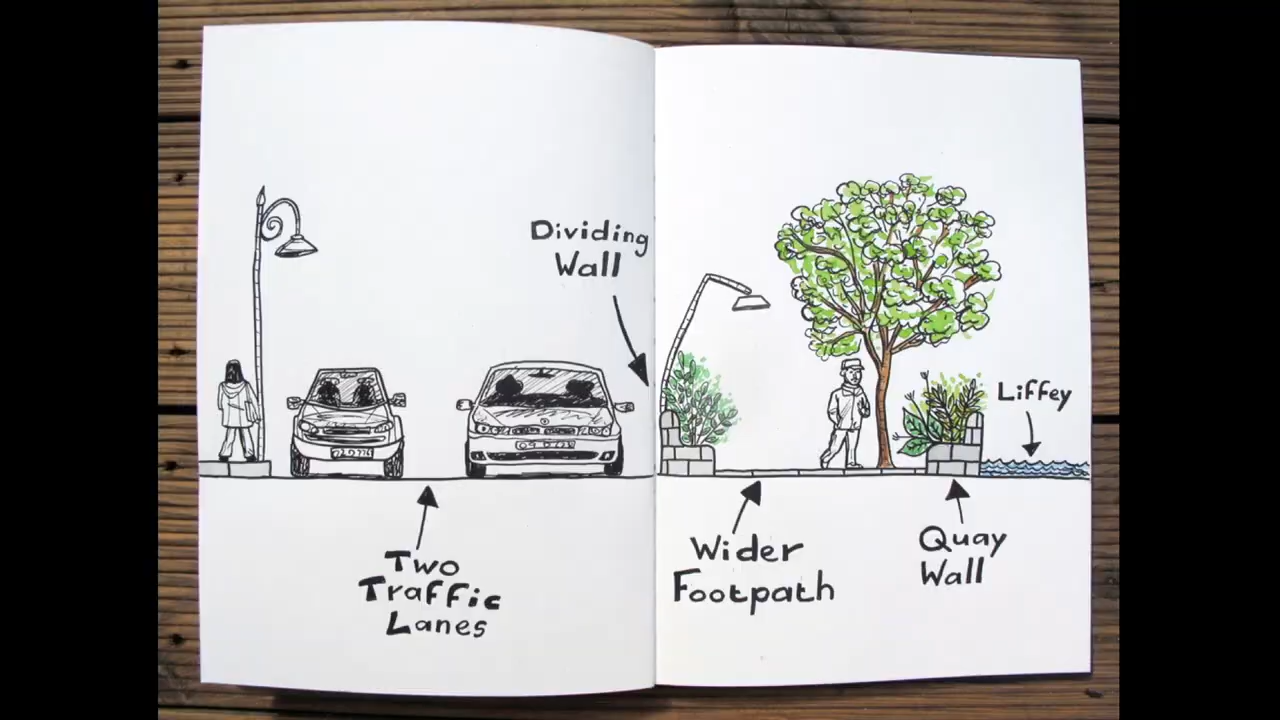 Dividing
Wall
Liffey
Two
Traffic
Lanes
Wider
Footpath
Quay
Wall